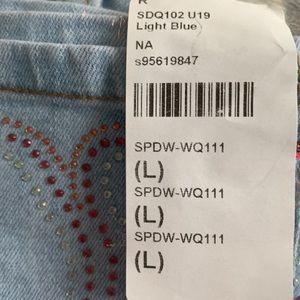 R
SDQ102 U19
Light Blue
NA
s95619847
SPDW-WQ111
(L)
SPDW-WQ111
(L)
SPDW-WQ111
(L)